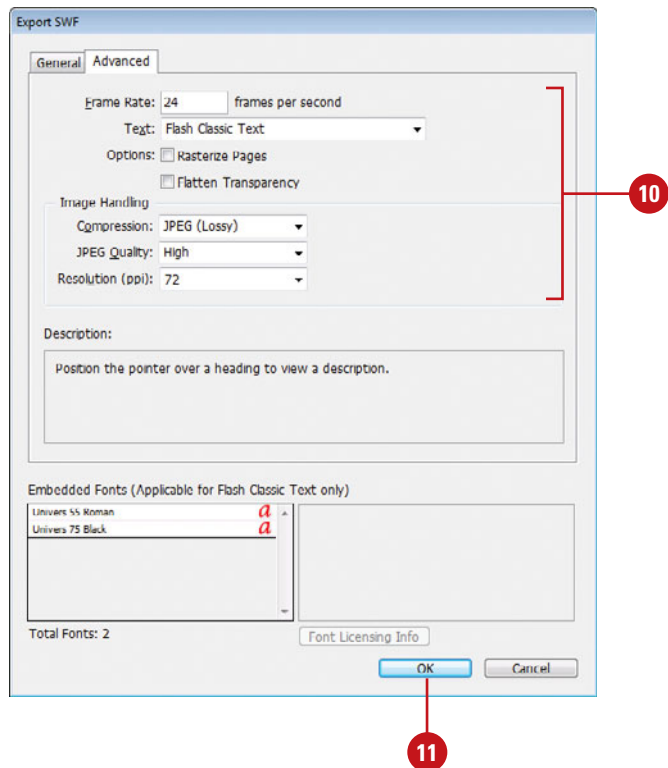 Export SWF
General Advanced
Frame Rate: 24 frames per second
Text: Flash Classic Text
Options: Rasterize Pages
Flatten Transparency
Image Handling
Compression: JPEG (Lossy)
JPEG Quality: High
Resolution (ppi): 72
10
Description:
Position the pointer over a heading to view a description.
Embedded Fonts (Applicable for Flash Classic Text only)
Univers 55 Roman a
Univers 75 Black a
Total Fonts: 2
Font Licensing Info
OK Cancel
11